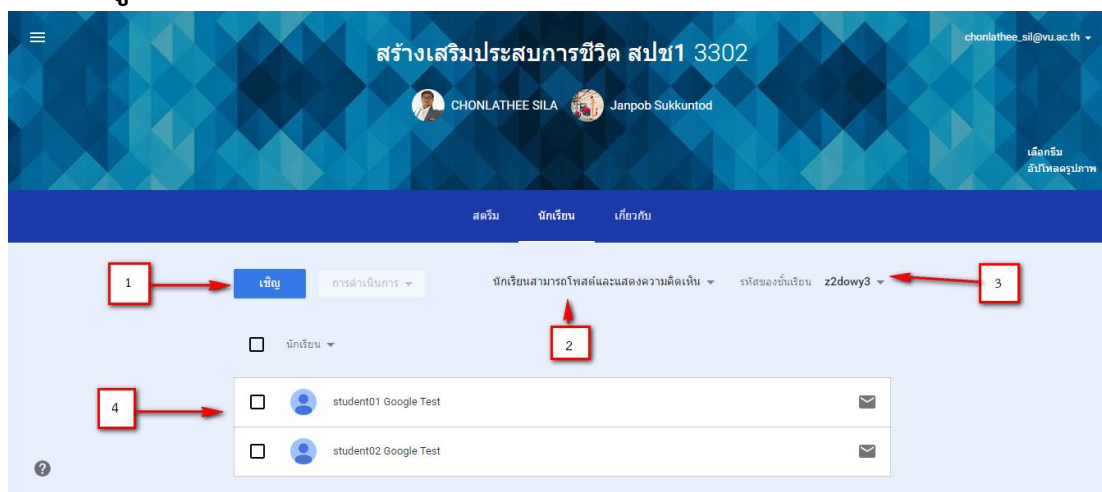 chonlathee_sil@vu.ac.th
สร้างเสริมประสบการชีวิต สปช1 3302
CHONLATHEE SILA Janpob Sukkuntod
เลือกธีม
อัปโหลดรูปภาพ
สตรีม นักเรียน เกี่ยวกับ
1 เชิญ การดำเนินการ นักเรียนสามารถโพสต์และแสดงความคิดเห็น รหัสของชั้นเรียน z2dowy3 3
นักเรียน 2
4 student01 Google Test
student02 Google Test
?